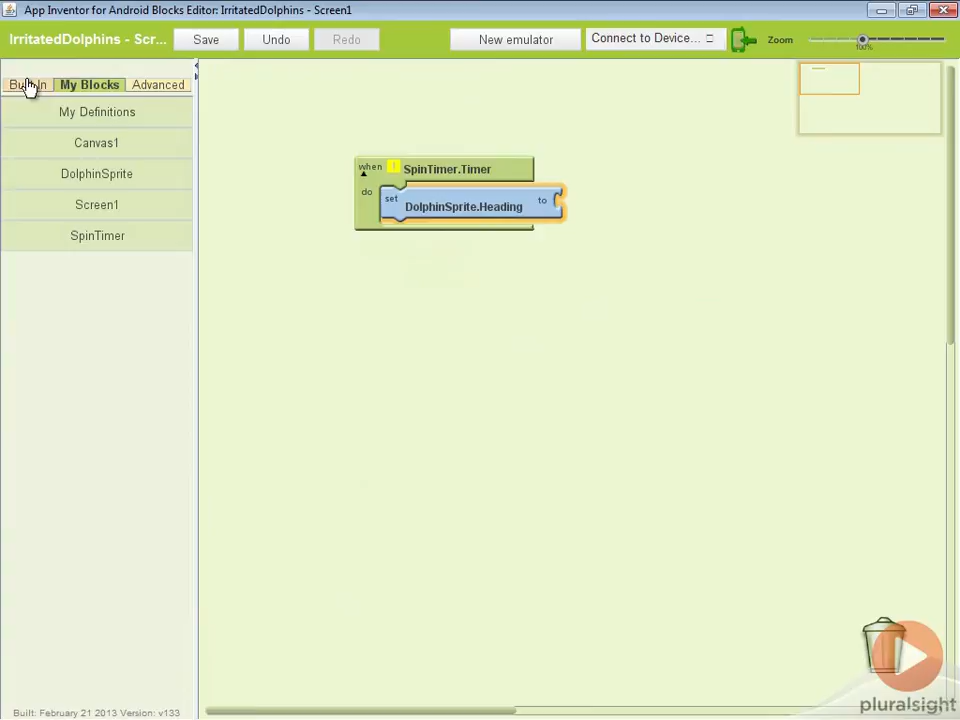 App Inventor for Android Blocks Editor: IrritatedDolphins - Screen1
IrritatedDolphins - Scr...
Save
Undo
Redo
New emulator
Connect to Device...
Zoom
100%
My Blocks
Advanced
My Definitions
Canvas1
DolphinSprite
Screen1
SpinTimer
when ! SpinTimer.Timer
do
set DolphinSprite.Heading to
pluralsight
Built: February 21 2013 Version: v133